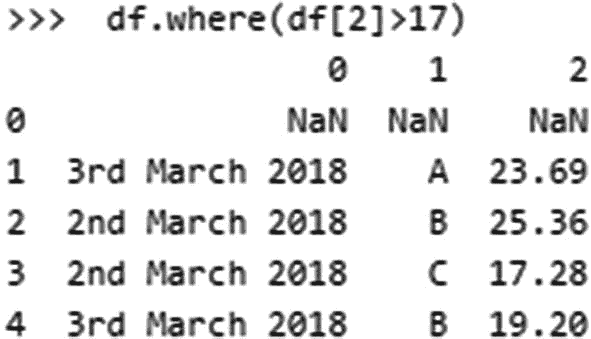 >>> df.where(df[2]>17)
0 1 2
0 NaN NaN NaN
1 3rd March 2018 A 23.69
2 2nd March 2018 B 25.36
3 2nd March 2018 C 17.28
4 3rd March 2018 B 19.20